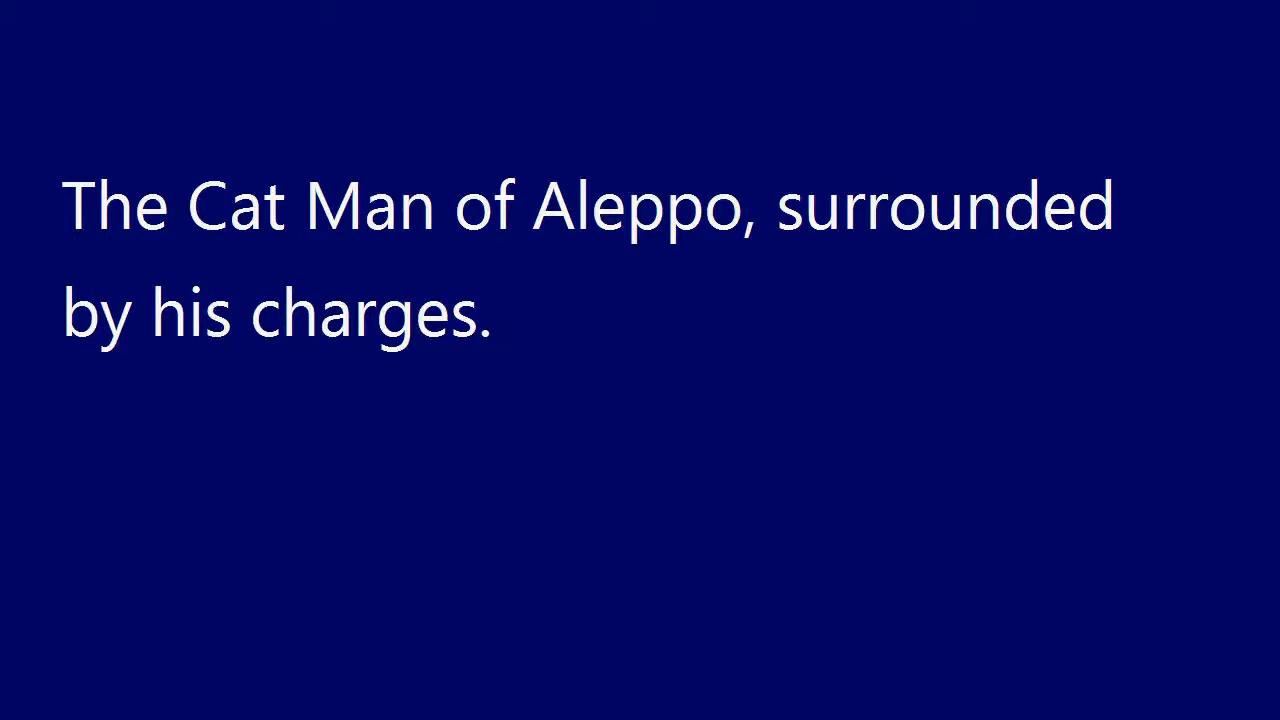 The Cat Man of Aleppo, surrounded
by his charges.